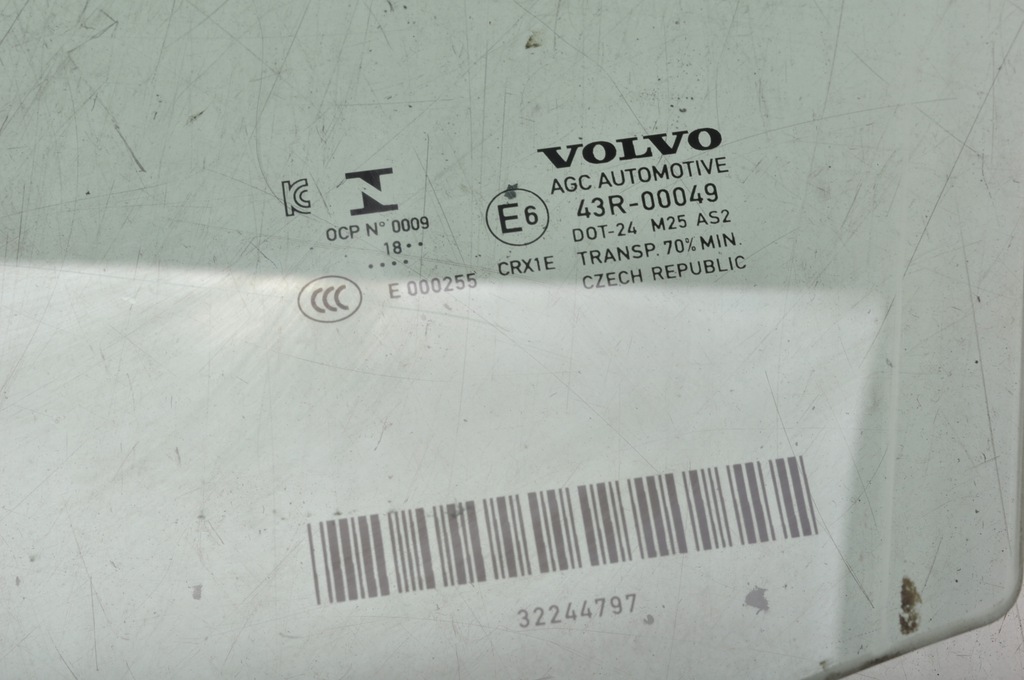 VOLVO
AGC AUTOMOTIVE
43R-00049
DOT-24 M25 AS2
TRANSP. 70% MIN.
CZECH REPUBLIC
E6
CRX1E
KC
N
OCP N° 0009
18••
••••
CCC
E 000255
32244797